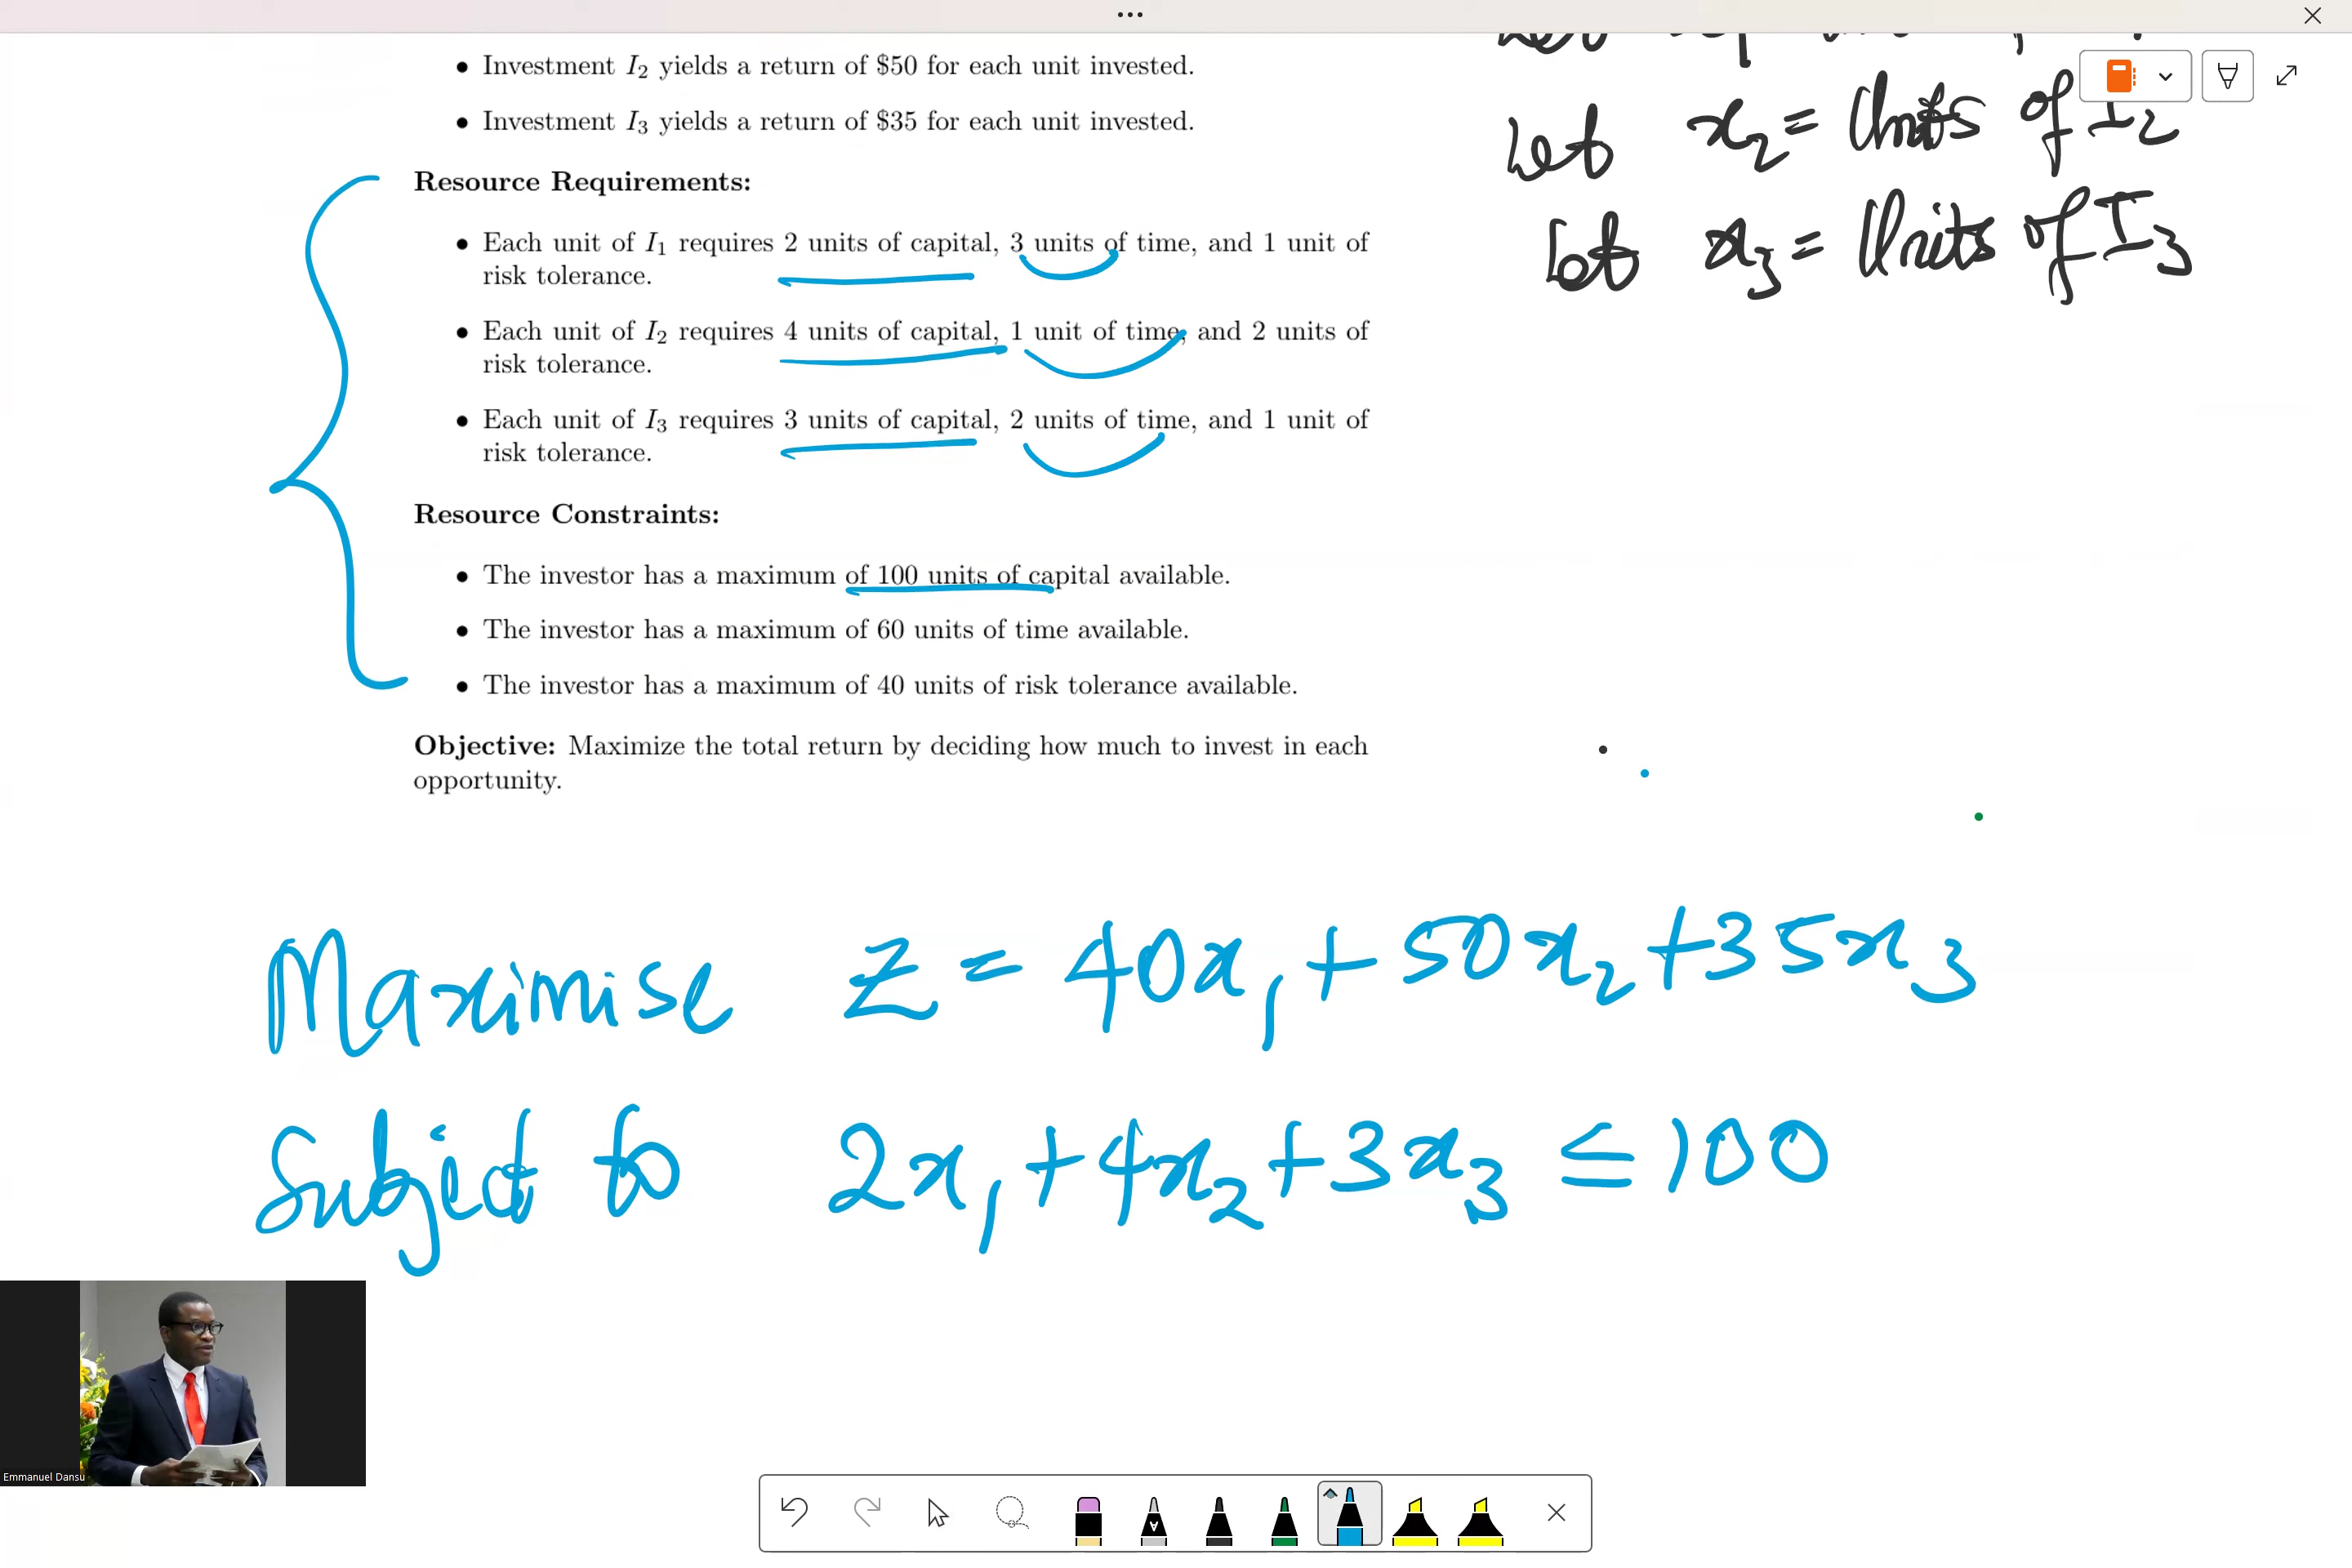 • Investment I₂ yields a return of $50 for each unit invested.
• Investment I₃ yields a return of $35 for each unit invested.
Resource Requirements:
• Each unit of I₁ requires 2 units of capital, 3 units of time, and 1 unit of
risk tolerance.
• Each unit of I₂ requires 4 units of capital, 1 unit of time, and 2 units of
risk tolerance.
• Each unit of I₃ requires 3 units of capital, 2 units of time, and 1 unit of
risk tolerance.
Resource Constraints:
• The investor has a maximum of 100 units of capital available.
• The investor has a maximum of 60 units of time available.
• The investor has a maximum of 40 units of risk tolerance available.
Objective: Maximize the total return by deciding how much to invest in each
opportunity.
Let x₂ = Units of I₂
Let x₃ = Units of I₃
Maximise Z = 40x₁ + 50x₂ + 35x₃
Subject to 2x₁ + 4x₂ + 3x₃ ≤ 100
Emmanuel Dansu